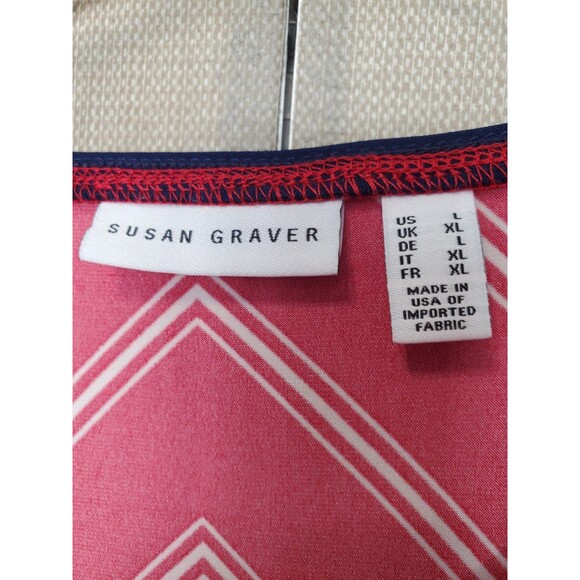 SUSAN GRAVER
US L
UK XL
DE L
IT XL
FR XL
MADE IN
USA OF
IMPORTED
FABRIC